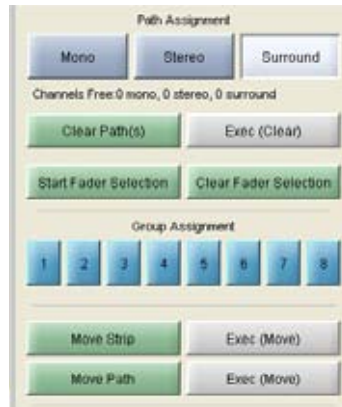 Path Assignment
Mono Stereo Surround
Channels Free:0 mono, 0 stereo, 0 surround
Clear Path(s) Exec (Clear)
Start Fader Selection Clear Fader Selection
Group Assignment
1 2 3 4 5 6 7 8
Move Strip Exec (Move)
Move Path Exec (Move)